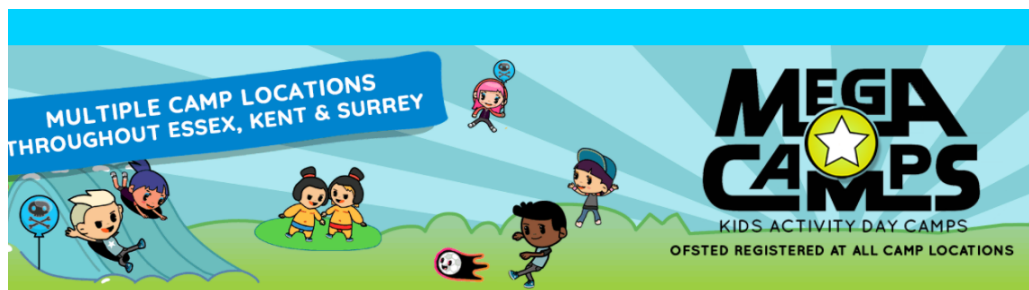 MULTIPLE CAMP LOCATIONS
THROUGHOUT ESSEX, KENT & SURREY
MEGA
CAMPS
KIDS ACTIVITY DAY CAMPS
OFSTED REGISTERED AT ALL CAMP LOCATIONS